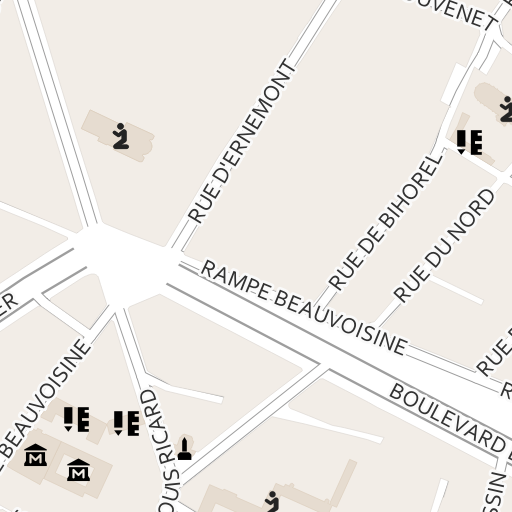 RUE D'ERNEMONT
RUE DE BIHOREL
RUE DU NORD
RAMPE BEAUVOISINE
BOULEVARD
BEAUVOISINE